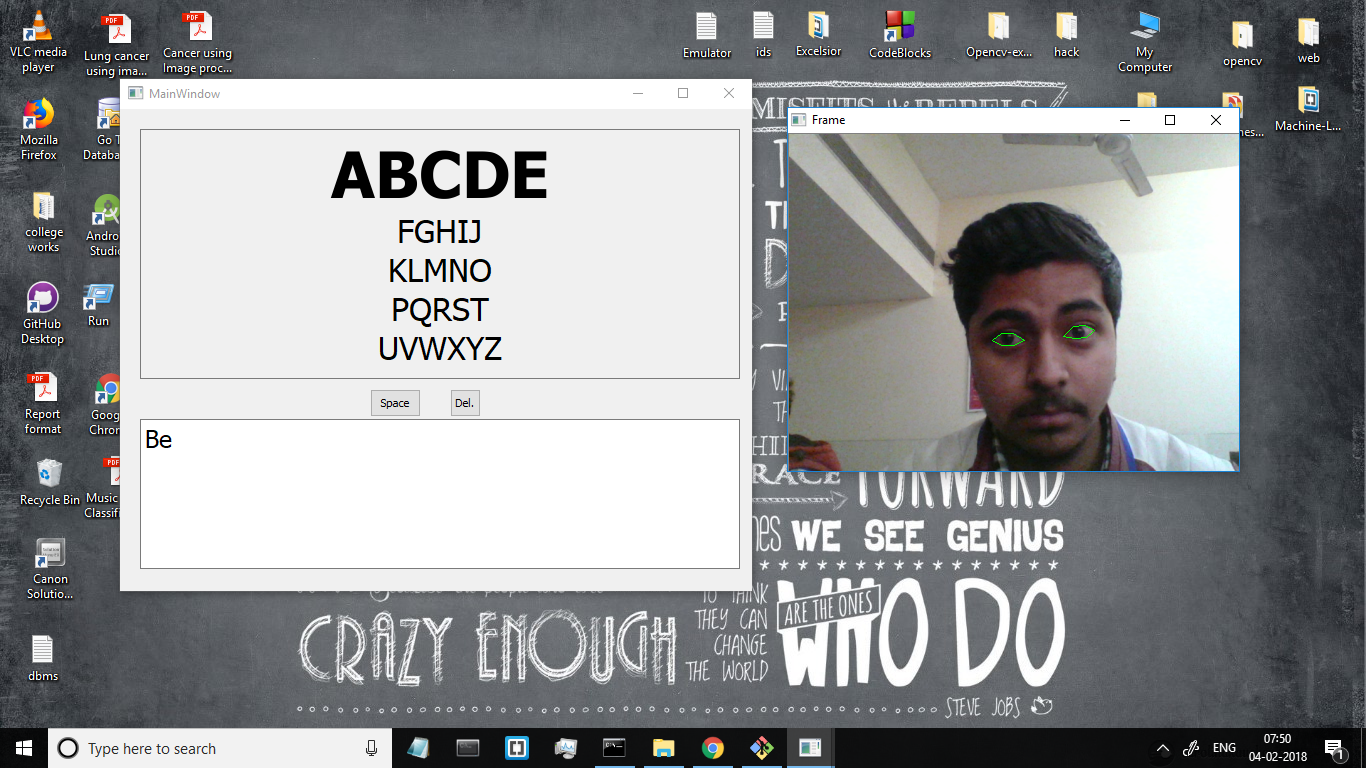 VLC media
player
Lung cancer
using ima...
Cancer using
Image proc...
Emulator
ids
Excelsior
CodeBlocks
Opencv-ex...
hack
My
Computer
opencv
web
Mozilla
Firefox
Go T
Databa
Machine-L...
college
works
Andro
Studi
GitHub
Desktop
Run
Report
format
Goog
Chro
Recycle Bin
Music
Classifi
Canon
Solutio...
dbms
MainWindow
ABCDE
FGHIJ
KLMNO
PQRST
UVWXYZ
Space
Del.
Be
Frame
MISFITS the REBELS
FORWARD
WE SEE GENIUS
CRAZY ENOUGH
TO THINK
THEY CAN
CHANGE
THE WORLD
ARE THE ONES
WHO DO
STEVE JOBS
Type here to search
ENG
07:50
04-02-2018
1